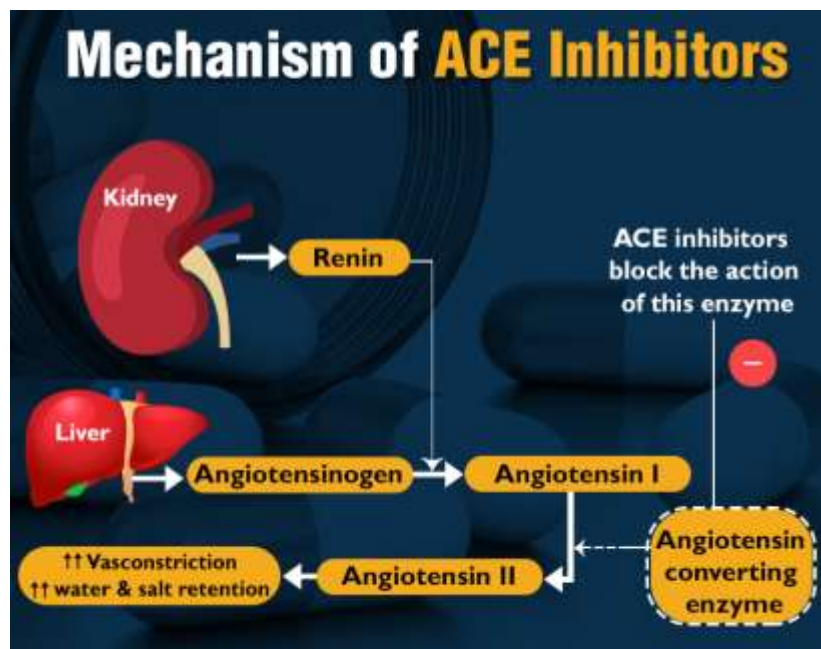 Mechanism of ACE Inhibitors
Kidney
Renin
ACE inhibitors
block the action
of this enzyme
−
Liver
Angiotensinogen
Angiotensin I
Angiotensin
converting
enzyme
↑↑ Vasconstriction
↑↑ water & salt retention
Angiotensin II